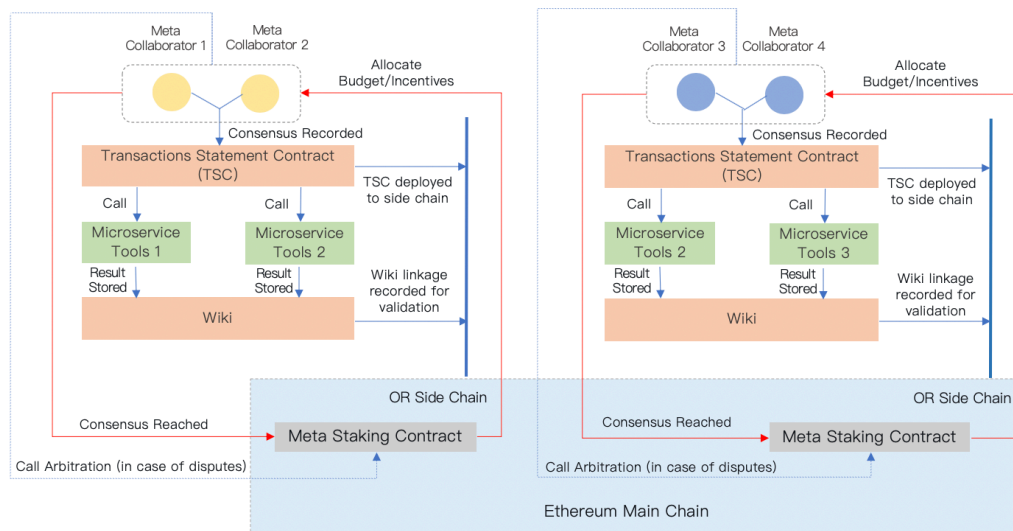 Meta
Collaborator 1
Meta
Collaborator 2
Allocate
Budget/Incentives
Consensus Recorded
Transactions Statement Contract
(TSC)
TSC deployed
to side chain
Call
Call
Microservice
Tools 1
Microservice
Tools 2
Result
Stored
Result
Stored
Wiki linkage
recorded for
validation
Wiki
OR Side Chain
Consensus Reached
Meta Staking Contract
Call Arbitration (in case of disputes)
Meta
Collaborator 3
Meta
Collaborator 4
Allocate
Budget/Incentives
Consensus Recorded
Transactions Statement Contract
(TSC)
TSC deployed
to side chain
Call
Call
Microservice
Tools 2
Microservice
Tools 3
Result
Stored
Result
Stored
Wiki linkage
recorded for
validation
Wiki
OR Side Chain
Consensus Reached
Meta Staking Contract
Call Arbitration (in case of disputes)
Ethereum Main Chain